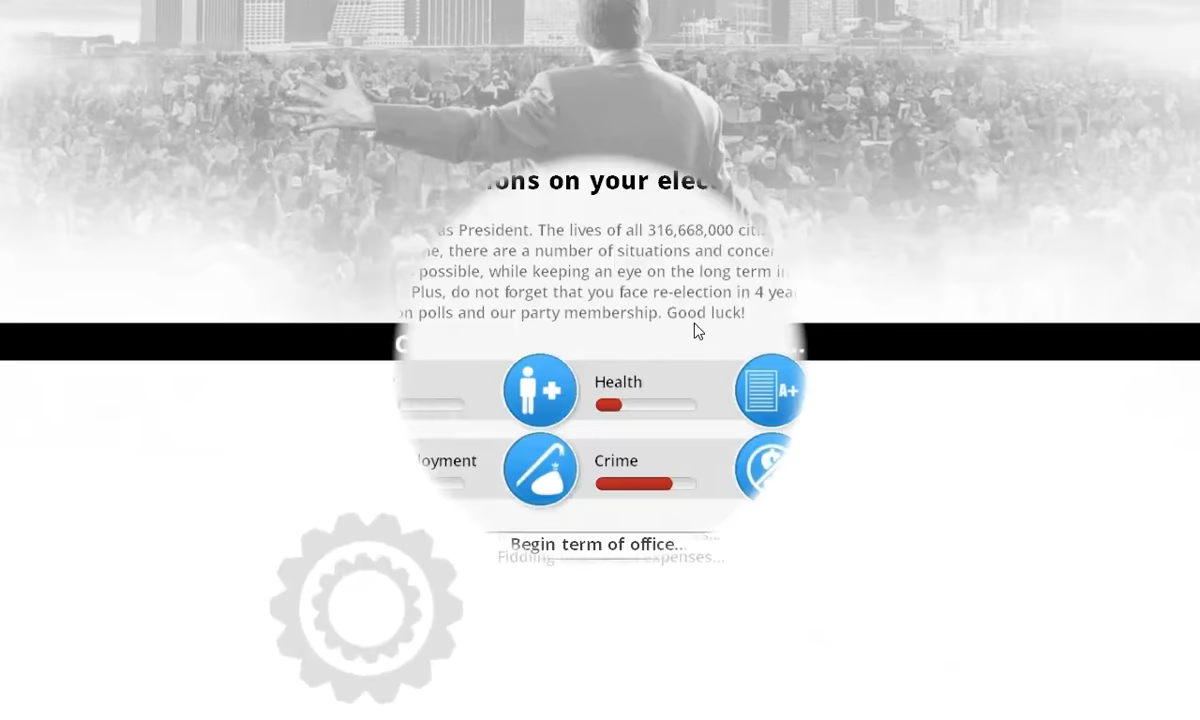 ons on your elec
as President. The lives of all 316,668,000 citi
ne, there are a number of situations and concer
possible, while keeping an eye on the long term i
Plus, do not forget that you face re-election in 4 yea
on polls and our party membership. Good luck!
Health
A+
loyment
Crime
Begin term of office...
Fiddling expenses...